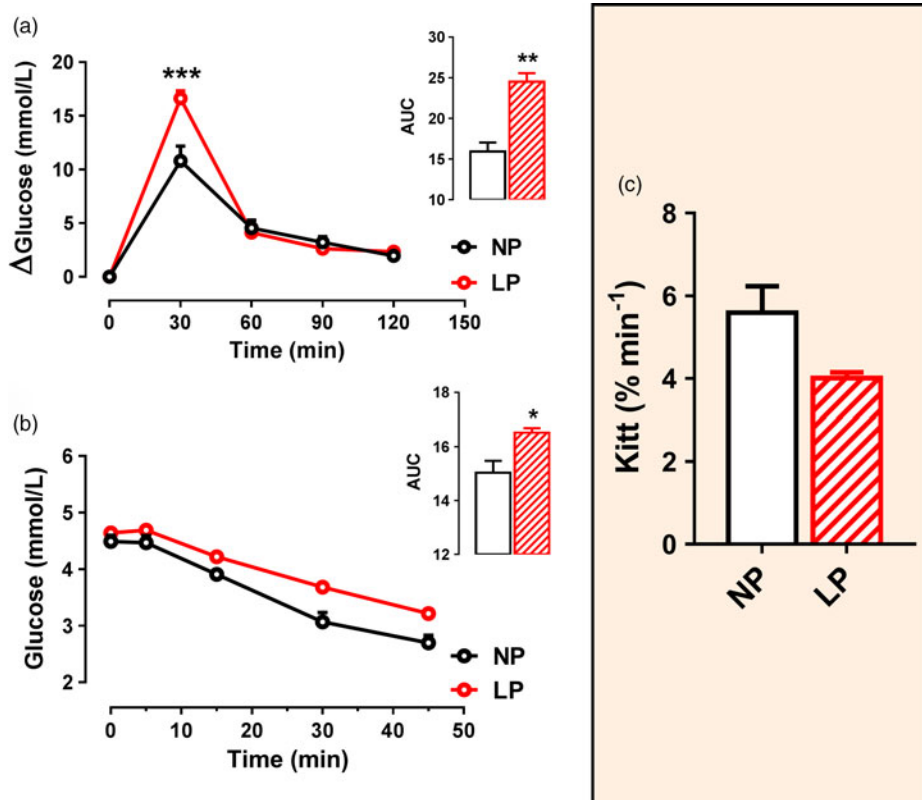 (a)
ΔGlucose (mmol/L)
20
15
10
5
0
***
0 30 60 90 120 150
Time (min)
AUC
30
25
20
15
10
**
NP
LP
(b)
Glucose (mmol/L)
6
5
4
3
2
0 10 20 30 40 50
Time (min)
AUC
18
16
14
12
*
NP
LP
(c)
Kitt (% min⁻¹)
8
6
4
2
0
NP
LP